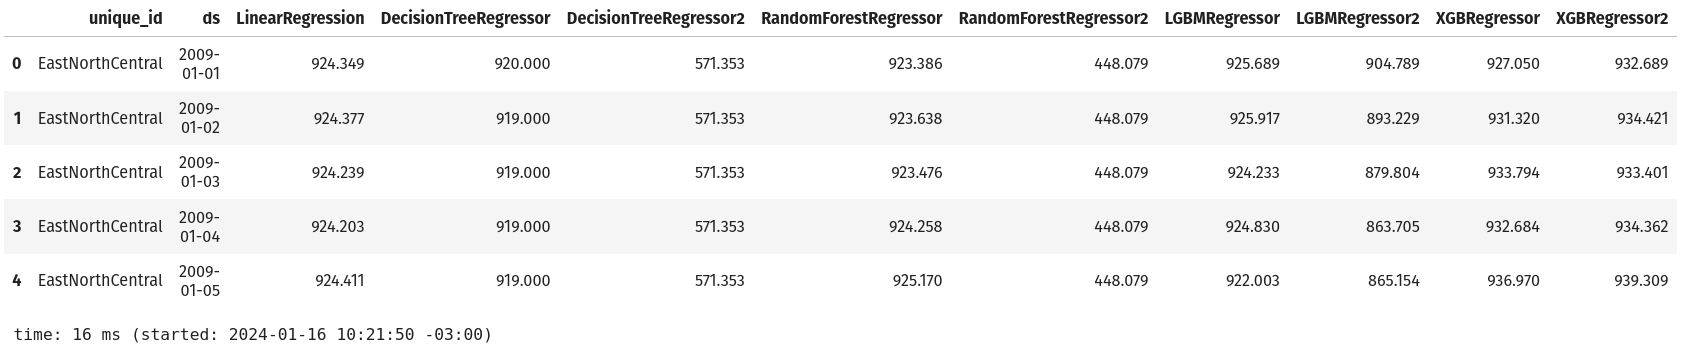 unique_id ds LinearRegression DecisionTreeRegressor DecisionTreeRegressor2 RandomForestRegressor RandomForestRegressor2 LGBMRegressor LGBMRegressor2 XGBRegressor XGBRegressor2
0 EastNorthCentral 2009-01-01 924.349 920.000 571.353 923.386 448.079 925.689 904.789 927.050 932.689
1 EastNorthCentral 2009-01-02 924.377 919.000 571.353 923.638 448.079 925.917 893.229 931.320 934.421
2 EastNorthCentral 2009-01-03 924.239 919.000 571.353 923.476 448.079 924.233 879.804 933.794 933.401
3 EastNorthCentral 2009-01-04 924.203 919.000 571.353 924.258 448.079 924.830 863.705 932.684 934.362
4 EastNorthCentral 2009-01-05 924.411 919.000 571.353 925.170 448.079 922.003 865.154 936.970 939.309
time: 16 ms (started: 2024-01-16 10:21:50 -03:00)